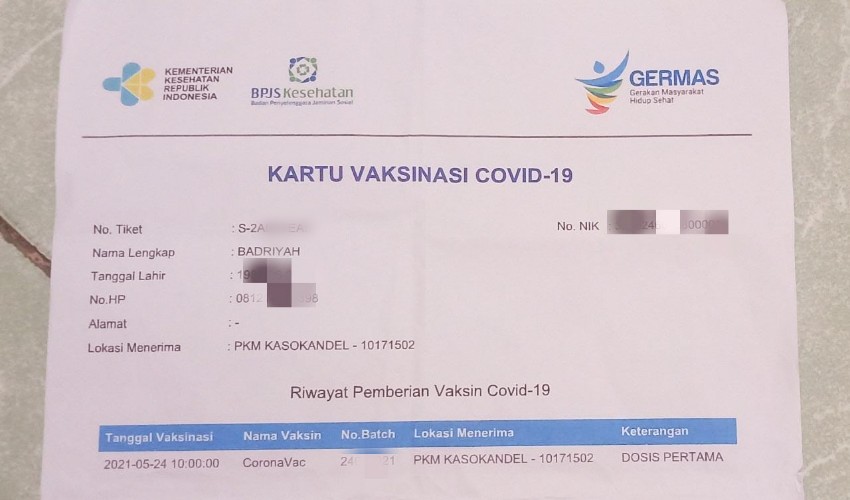 KEMENTERIAN
KESEHATAN
REPUBLIK
INDONESIA
BPJS Kesehatan
Badan Penyelenggara Jaminan Sosial
GERMAS
Gerakan Masyarakat
Hidup Sehat
KARTU VAKSINASI COVID-19
No. Tiket : S-2A
No. NIK
Nama Lengkap : BADRIYAH
Tanggal Lahir : 19
No.HP : 0812 98
Alamat : -
Lokasi Menerima : PKM KASOKANDEL - 10171502
Riwayat Pemberian Vaksin Covid-19
Tanggal Vaksinasi Nama Vaksin No.Batch Lokasi Menerima Keterangan
2021-05-24 10:00:00 CoronaVac 24 21 PKM KASOKANDEL - 10171502 DOSIS PERTAMA